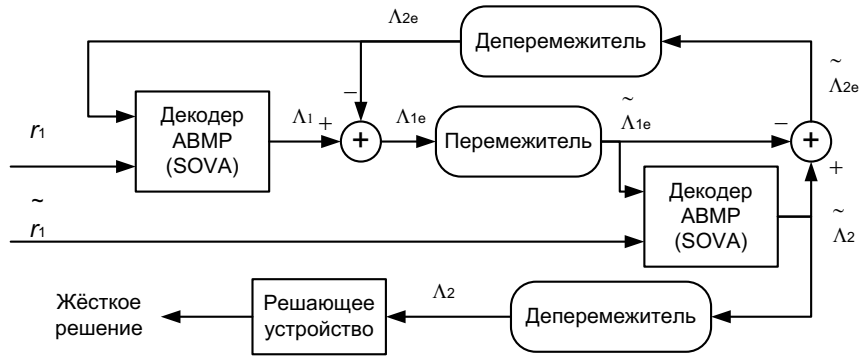 Λ2e
Деперемежитель
~
Λ2e
−
Декодер
АВМР
(SOVA)
Λ1
+
+
Λ1e
Перемежитель
~
Λ1e
−
+
+
r1
~
r1
Декодер
АВМР
(SOVA)
~
Λ2
Жёсткое
решение
Решающее
устройство
Λ2
Деперемежитель